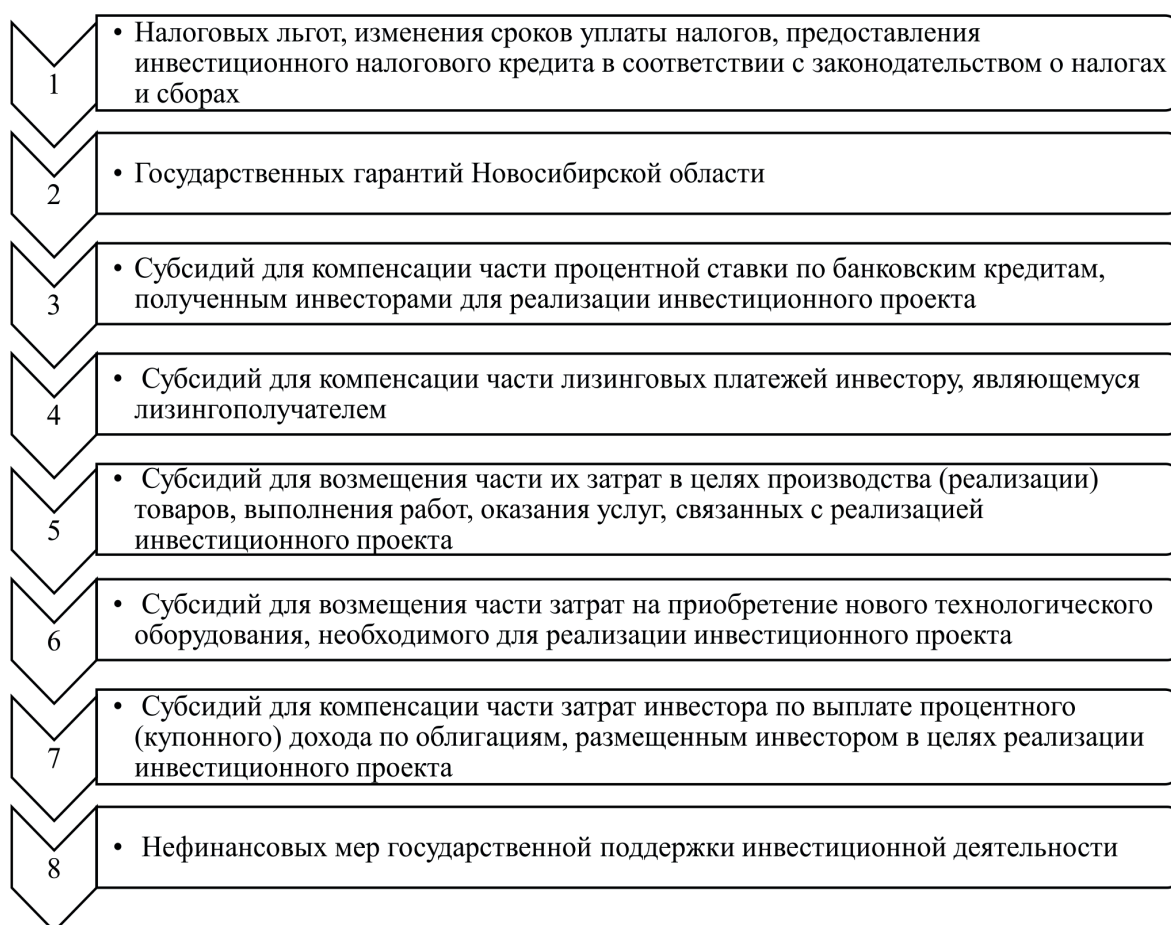 • Налоговых льгот, изменения сроков уплаты налогов, предоставления
инвестиционного налогового кредита в соответствии с законодательством о налогах
и сборах
1
• Государственных гарантий Новосибирской области
2
• Субсидий для компенсации части процентной ставки по банковским кредитам,
полученным инвесторами для реализации инвестиционного проекта
3
• Субсидий для компенсации части лизинговых платежей инвестору, являющемуся
лизингополучателем
4
• Субсидий для возмещения части их затрат в целях производства (реализации)
товаров, выполнения работ, оказания услуг, связанных с реализацией
инвестиционного проекта
5
• Субсидий для возмещения части затрат на приобретение нового технологического
оборудования, необходимого для реализации инвестиционного проекта
6
• Субсидий для компенсации части затрат инвестора по выплате процентного
(купонного) дохода по облигациям, размещенным инвестором в целях реализации
инвестиционного проекта
7
• Нефинансовых мер государственной поддержки инвестиционной деятельности
8